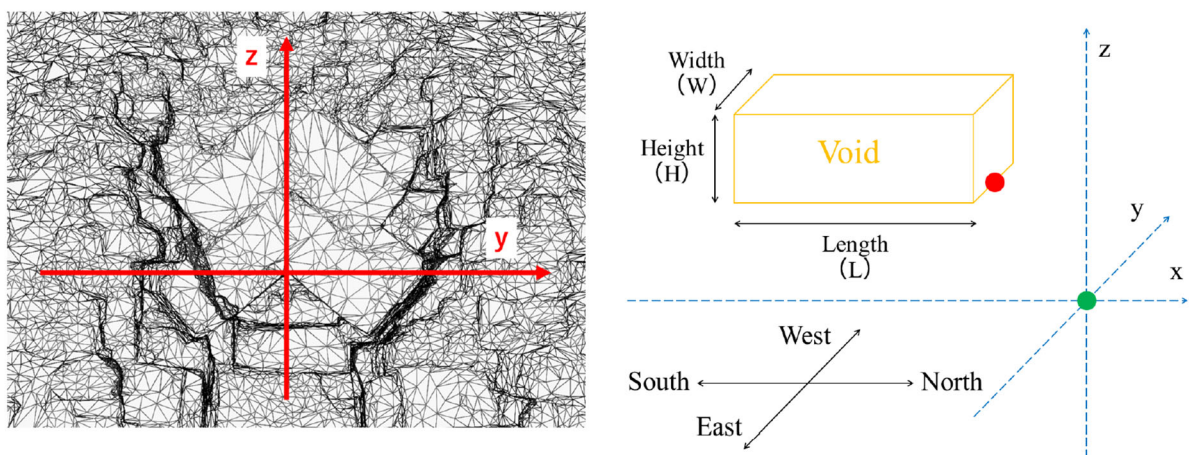 z
y
Width
(W)
Height
(H)
Void
Length
(L)
z
y
x
West
South
North
East